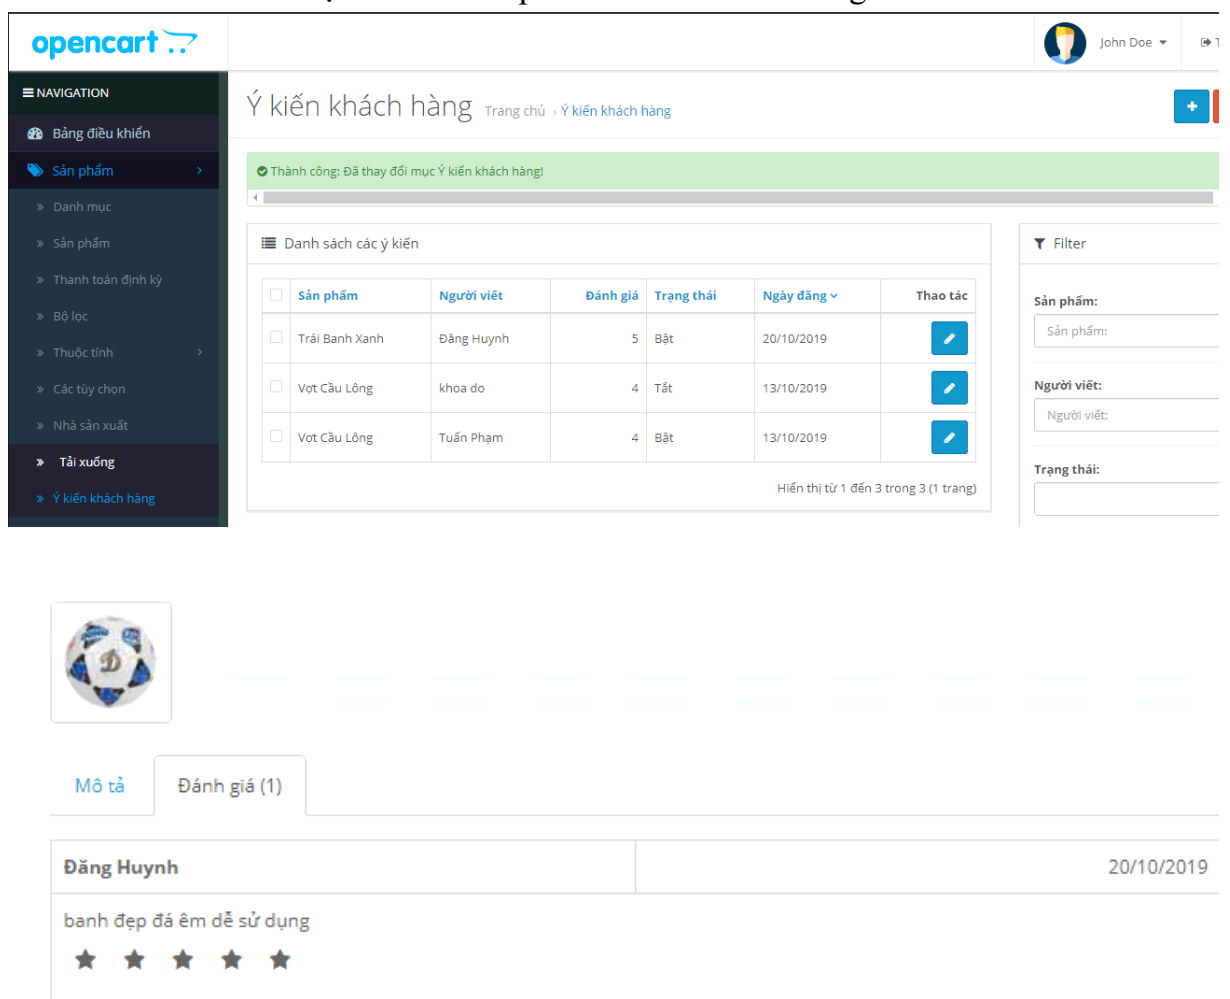 opencart
John Doe
NAVIGATION
Ý kiến khách hàng Trang chủ › Ý kiến khách hàng
Bảng điều khiển
Sản phẩm
Thành công: Đã thay đổi mục Ý kiến khách hàng!
Danh mục
Sản phẩm
Thanh toán định kỳ
Bộ lọc
Thuộc tính
Các tùy chọn
Nhà sản xuất
Tải xuống
Ý kiến khách hàng
Danh sách các ý kiến
Sản phẩm Người viết Đánh giá Trạng thái Ngày đăng Thao tác
Trái Banh Xanh Đăng Huynh 5 Bật 20/10/2019
Vợt Cầu Lông khoa do 4 Tắt 13/10/2019
Vợt Cầu Lông Tuấn Phạm 4 Bật 13/10/2019
Hiển thị từ 1 đến 3 trong 3 (1 trang)
Filter
Sản phẩm:
Sản phẩm:
Người viết:
Người viết:
Trạng thái:
Mô tả Đánh giá (1)
Đăng Huynh 20/10/2019
banh đẹp đá êm dễ sử dụng